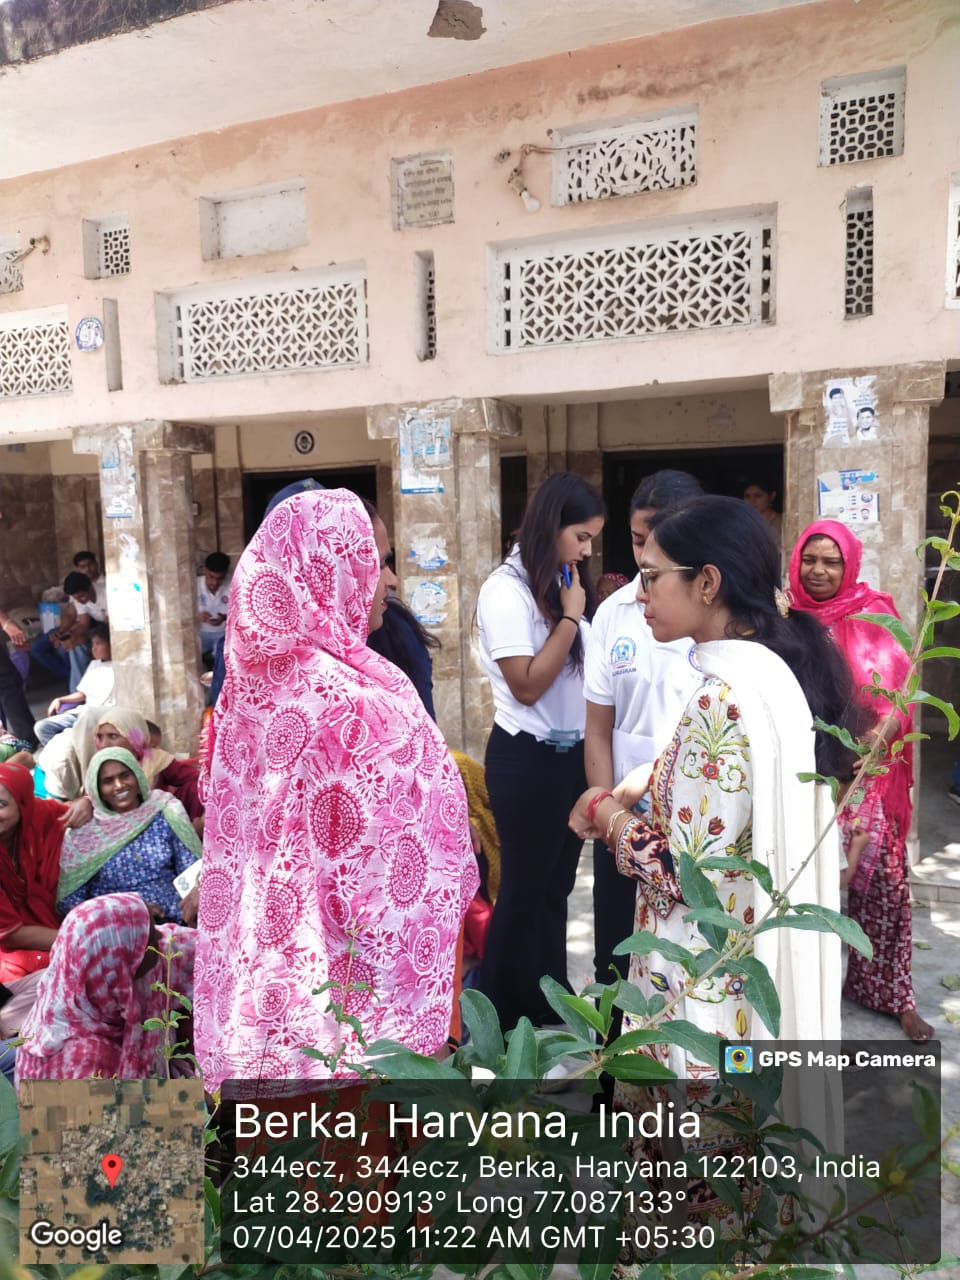 GURUGRAM
GPS Map Camera
Berka, Haryana, India
344ecz, 344ecz, Berka, Haryana 122103, India
Lat 28.290913° Long 77.087133°
07/04/2025 11:22 AM GMT +05:30
Google